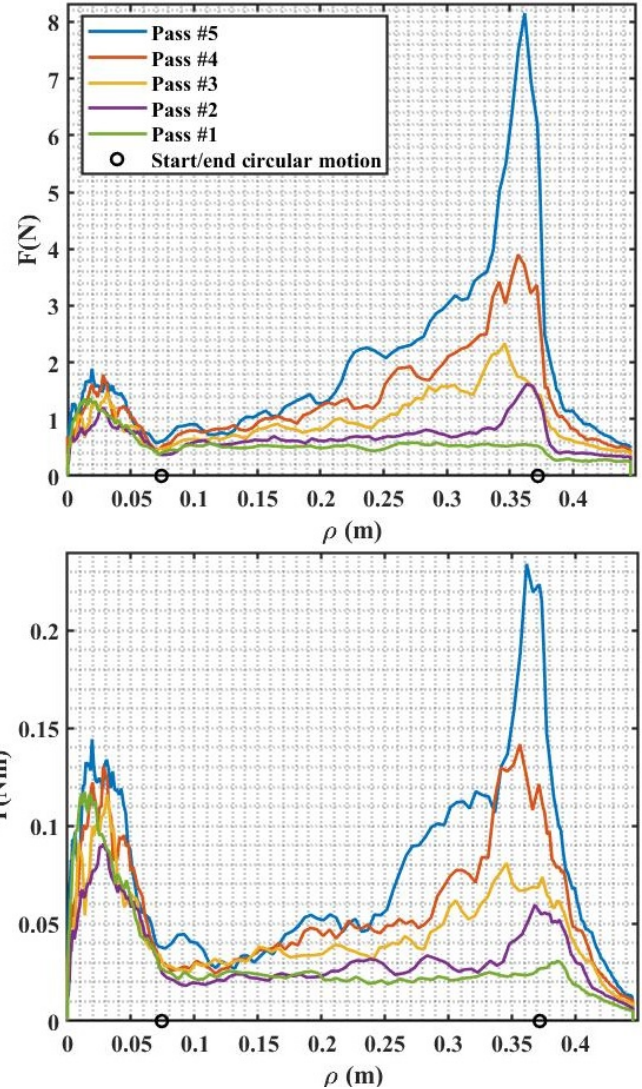 8
7
6
5
4
3
2
1
0
F(N)
Pass #5
Pass #4
Pass #3
Pass #2
Pass #1
Start/end circular motion
0 0.05 0.1 0.15 0.2 0.25 0.3 0.35 0.4
ρ (m)
0.2
0.15
0.1
0.05
0
(Nm)
0 0.05 0.1 0.15 0.2 0.25 0.3 0.35 0.4
ρ (m)